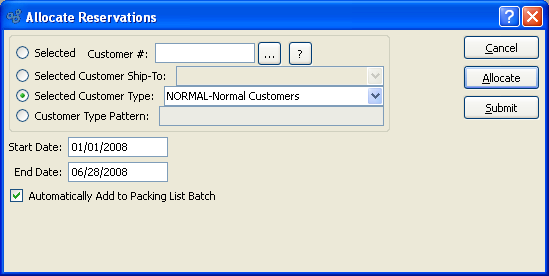 Allocate Reservations
Selected Customer #: ... ?
Selected Customer Ship-To:
Selected Customer Type: NORMAL-Normal Customers
Customer Type Pattern:
Cancel
Allocate
Submit
Start Date: 01/01/2008
End Date: 06/28/2008
Automatically Add to Packing List Batch